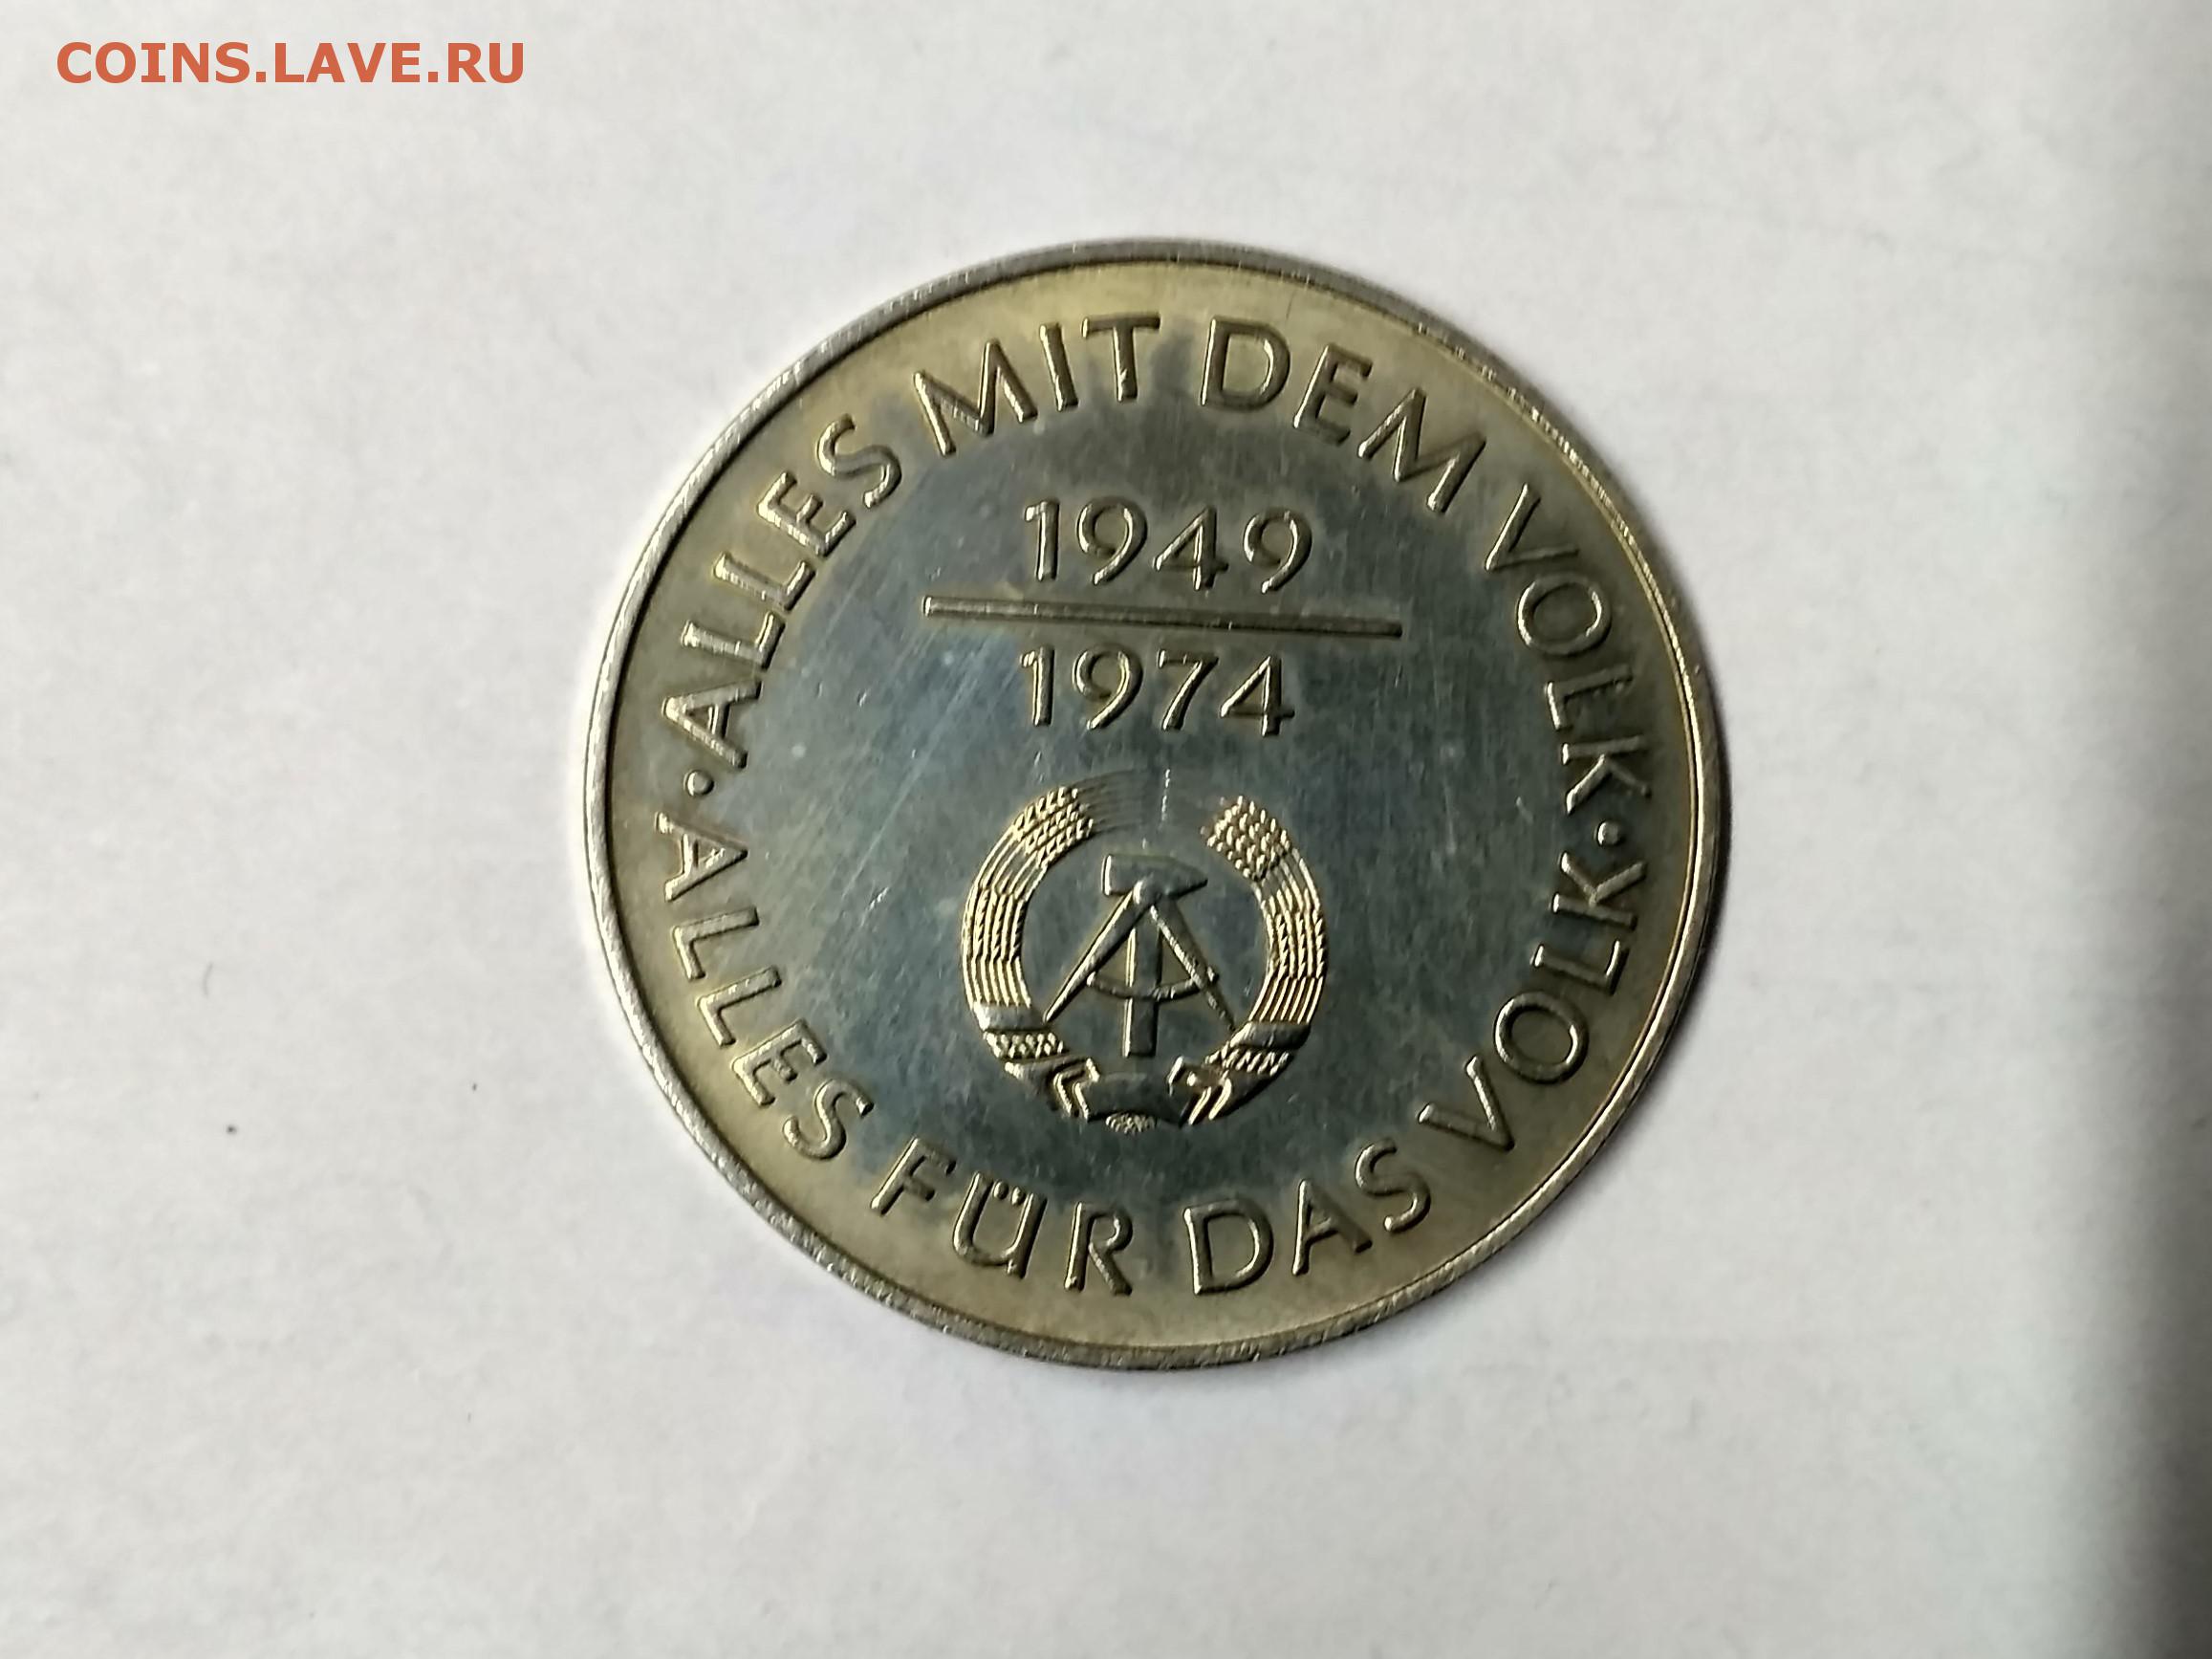 COINS.LAVE.RU
• ALLES MIT DEM VOLK •
1949
1974
ALLES FÜR DAS VOLK